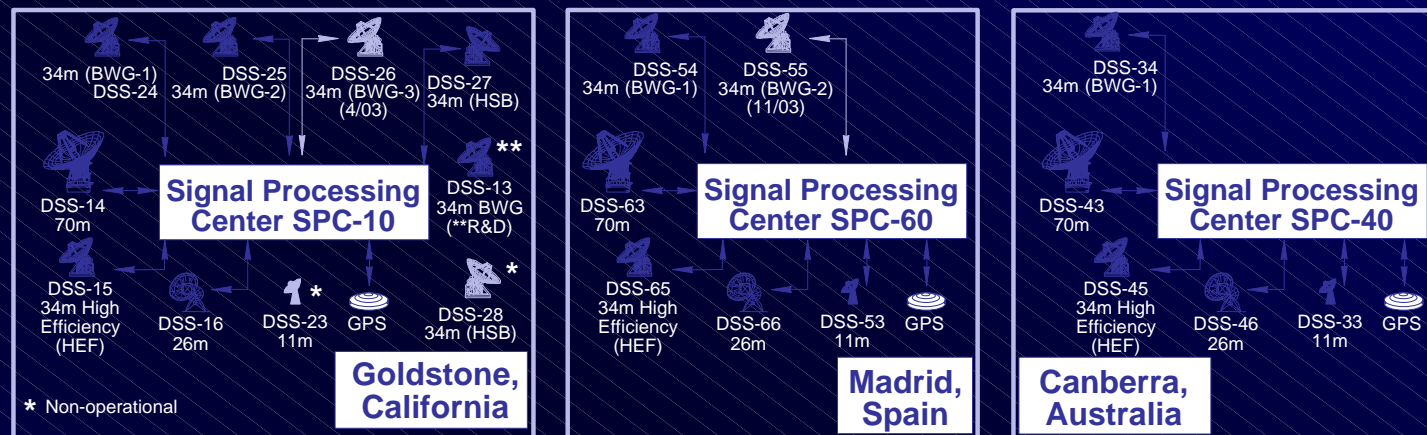 34m (BWG-1)
DSS-24
DSS-25
34m (BWG-2)
DSS-26
34m (BWG-3)
(4/03)
DSS-27
34m (HSB)
DSS-14
70m
Signal Processing
Center SPC-10
**
DSS-13
34m BWG
(**R&D)
DSS-15
34m High
Efficiency
(HEF)
DSS-16
26m
*
DSS-23
11m
GPS
*
DSS-28
34m (HSB)
* Non-operational
Goldstone,
California
DSS-54
34m (BWG-1)
DSS-55
34m (BWG-2)
(11/03)
DSS-63
70m
Signal Processing
Center SPC-60
DSS-65
34m High
Efficiency
(HEF)
DSS-66
26m
DSS-53
11m
GPS
Madrid,
Spain
DSS-34
34m (BWG-1)
DSS-43
70m
Signal Processing
Center SPC-40
DSS-45
34m High
Efficiency
(HEF)
DSS-46
26m
DSS-33
11m
GPS
Canberra,
Australia